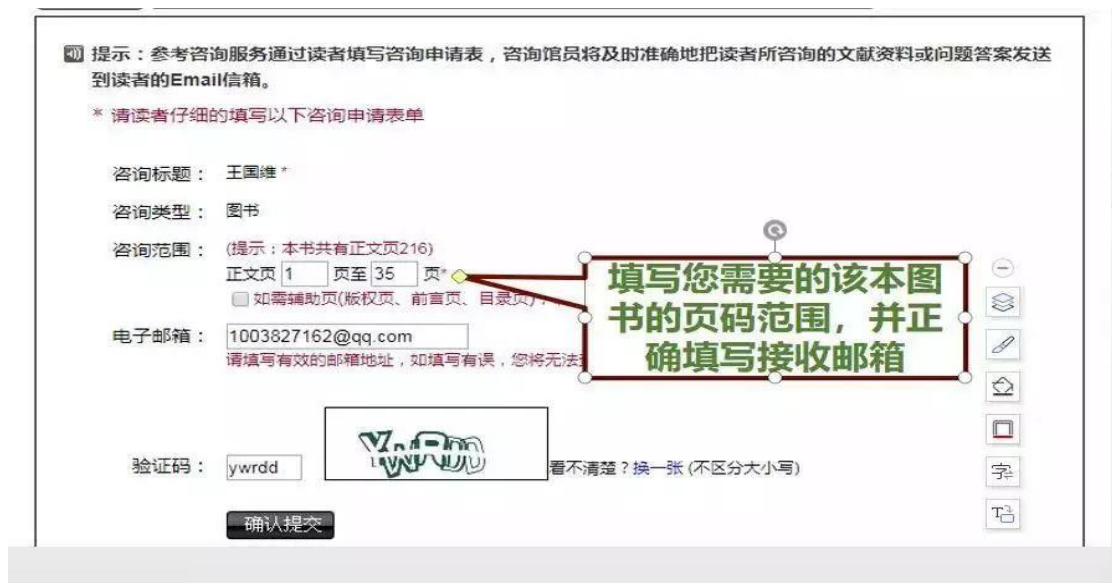 提示：参考咨询服务通过读者填写咨询申请表，咨询馆员将及时准确地把读者所咨询的文献资料或问题答案发送
到读者的Email信箱。
* 请读者仔细的填写以下咨询申请表单
咨询标题： 王国维 *
咨询类型： 图书
咨询范围： (提示：本书共有正文页216)
正文页 1 页至 35 页*
如需辅助页(版权页、前言页、目录页)，
填写您需要的该本图
书的页码范围，并正
确填写接收邮箱
电子邮箱： 1003827162@qq.com
请填写有效的邮箱地址，如填写有误，您将无法
YWRDD
验证码： ywrdd 看不清楚？换一张 (不区分大小写)
确认提交